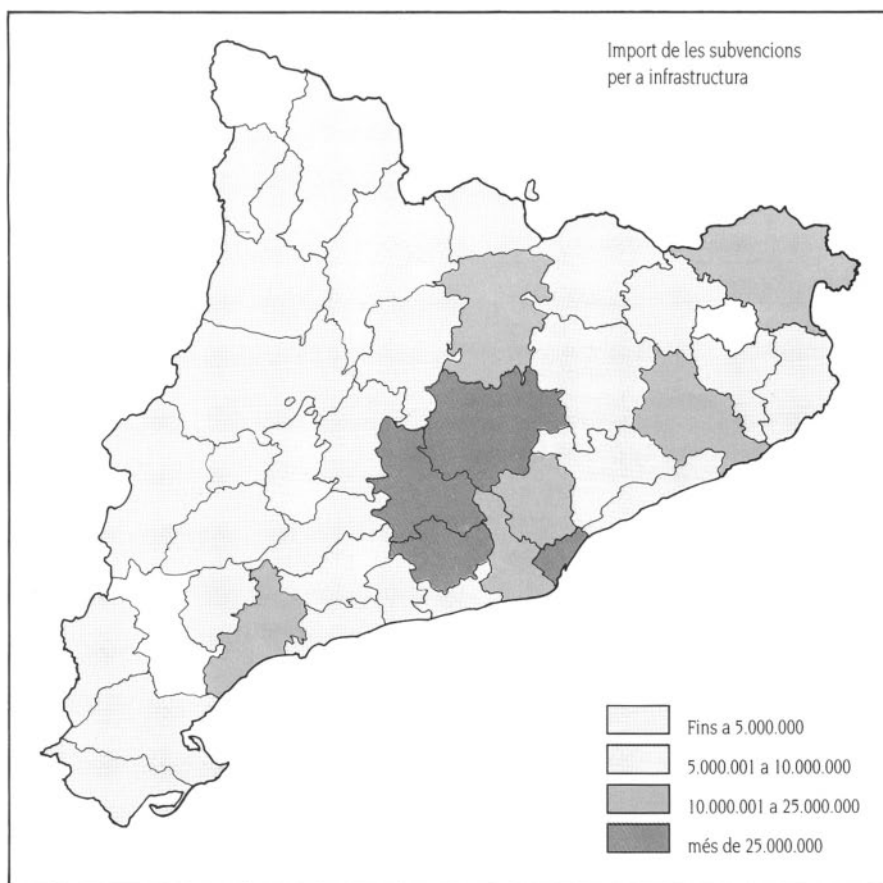 Import de les subvencions
per a infrastructura
Fins a 5.000.000
5.000.001 a 10.000.000
10.000.001 a 25.000.000
més de 25.000.000